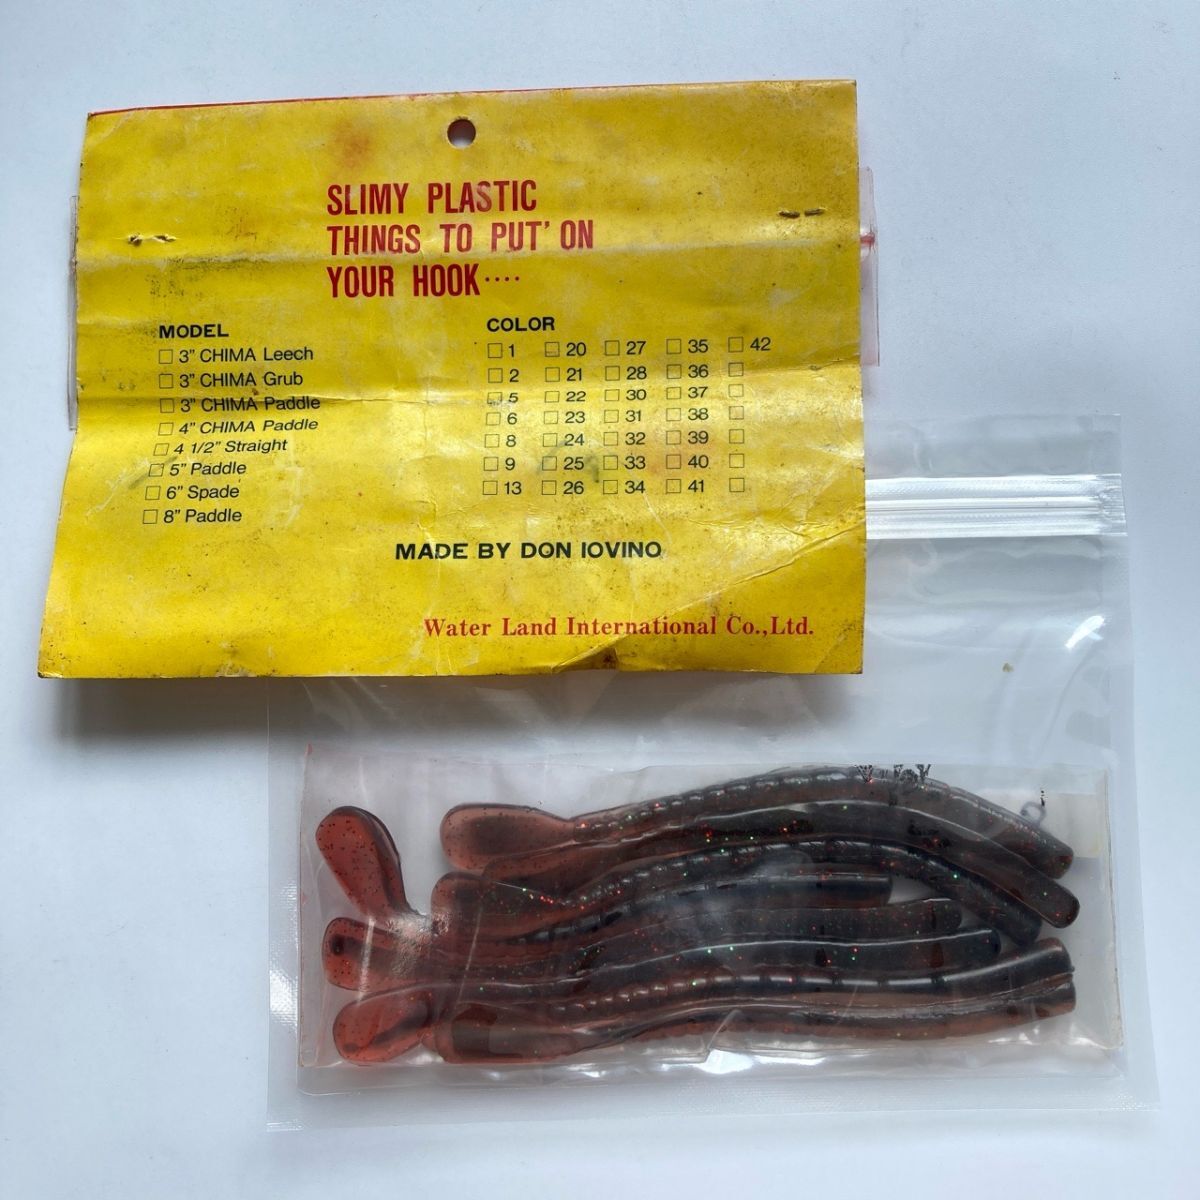 SLIMY PLASTIC
THINGS TO PUT' ON
YOUR HOOK····
MODEL
☐ 3” CHIMA Leech
☐ 3” CHIMA Grub
☐ 3” CHIMA Paddle
☐ 4” CHIMA Paddle
☐ 4 1/2” Straight
☐ 5” Paddle
☐ 6” Spade
☐ 8” Paddle
COLOR
☐ 1 ☐ 20 ☐ 27 ☐ 35 ☐ 42
☐ 2 ☐ 21 ☐ 28 ☐ 36 ☐
☐ 5 ☐ 22 ☐ 30 ☐ 37 ☐
☐ 6 ☐ 23 ☐ 31 ☐ 38 ☐
☐ 8 ☐ 24 ☐ 32 ☐ 39 ☐
☐ 9 ☐ 25 ☐ 33 ☐ 40 ☐
☐ 13 ☐ 26 ☐ 34 ☐ 41 ☐
MADE BY DON IOVINO
Water Land International Co.,Ltd.